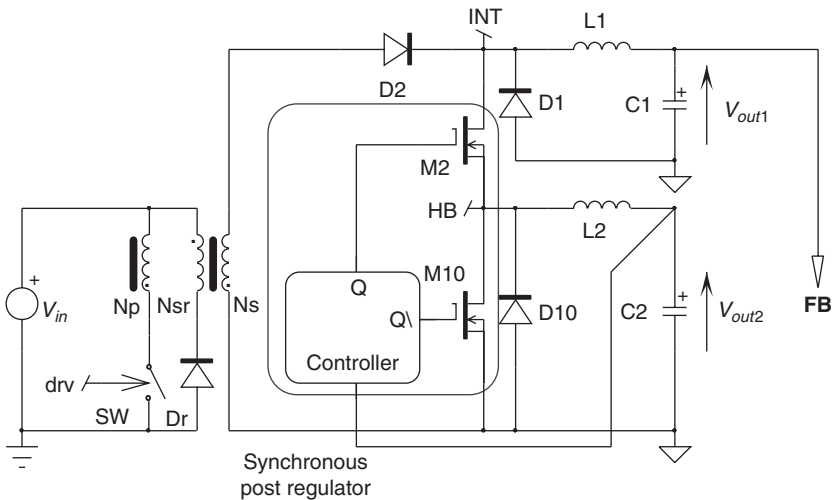 INT
L1
D2
D1
C1
+
Vout1
M2
HB
L2
M10
Q
Q\
+
Vin
Np
Nsr
Ns
D10
C2
+
Vout2
FB
Controller
drv
SW
Dr
Synchronous
post regulator